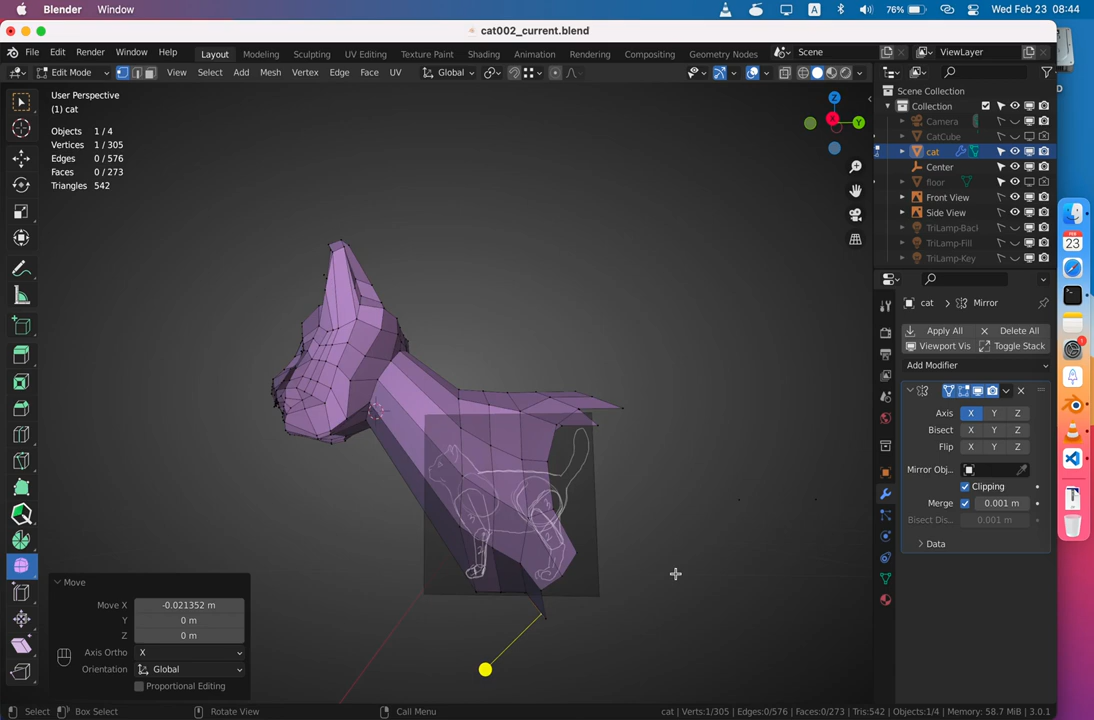 Blender Window A 76% Wed Feb 23 08:44
cat002_current.blend
File Edit Render Window Help Layout Modeling Sculpting UV Editing Texture Paint Shading Animation Rendering Compositing Geometry Nodes Scene ViewLayer
Edit Mode View Select Add Mesh Vertex Edge Face UV Global
User Perspective
(1) cat
Objects 1/4
Vertices 1/305
Edges 0/576
Faces 0/273
Triangles 542
Z
X
Y
Scene Collection
Collection
Camera
CatCube
cat
Center
floor
Front View
Side View
TriLamp-Back
TriLamp-Fill
TriLamp-Key
FEB
23
cat Mirror
Apply All Delete All
Viewport Vis Toggle Stack
Add Modifier
Axis X Y Z
Bisect X Y Z
Flip X Y Z
Mirror Obj...
Clipping
Merge 0.001 m
Bisect Dis... 0.001 m
Data
Move
Move X -0.021352 m
Y 0 m
Z 0 m
Axis Ortho X
Orientation Global
Proportional Editing
Select Box Select Rotate View Call Menu cat | Verts:1/305 | Edges:0/576 | Faces:0/273 | Tris:542 | Objects:1/4 | Memory: 58.7 MiB | 3.0.1